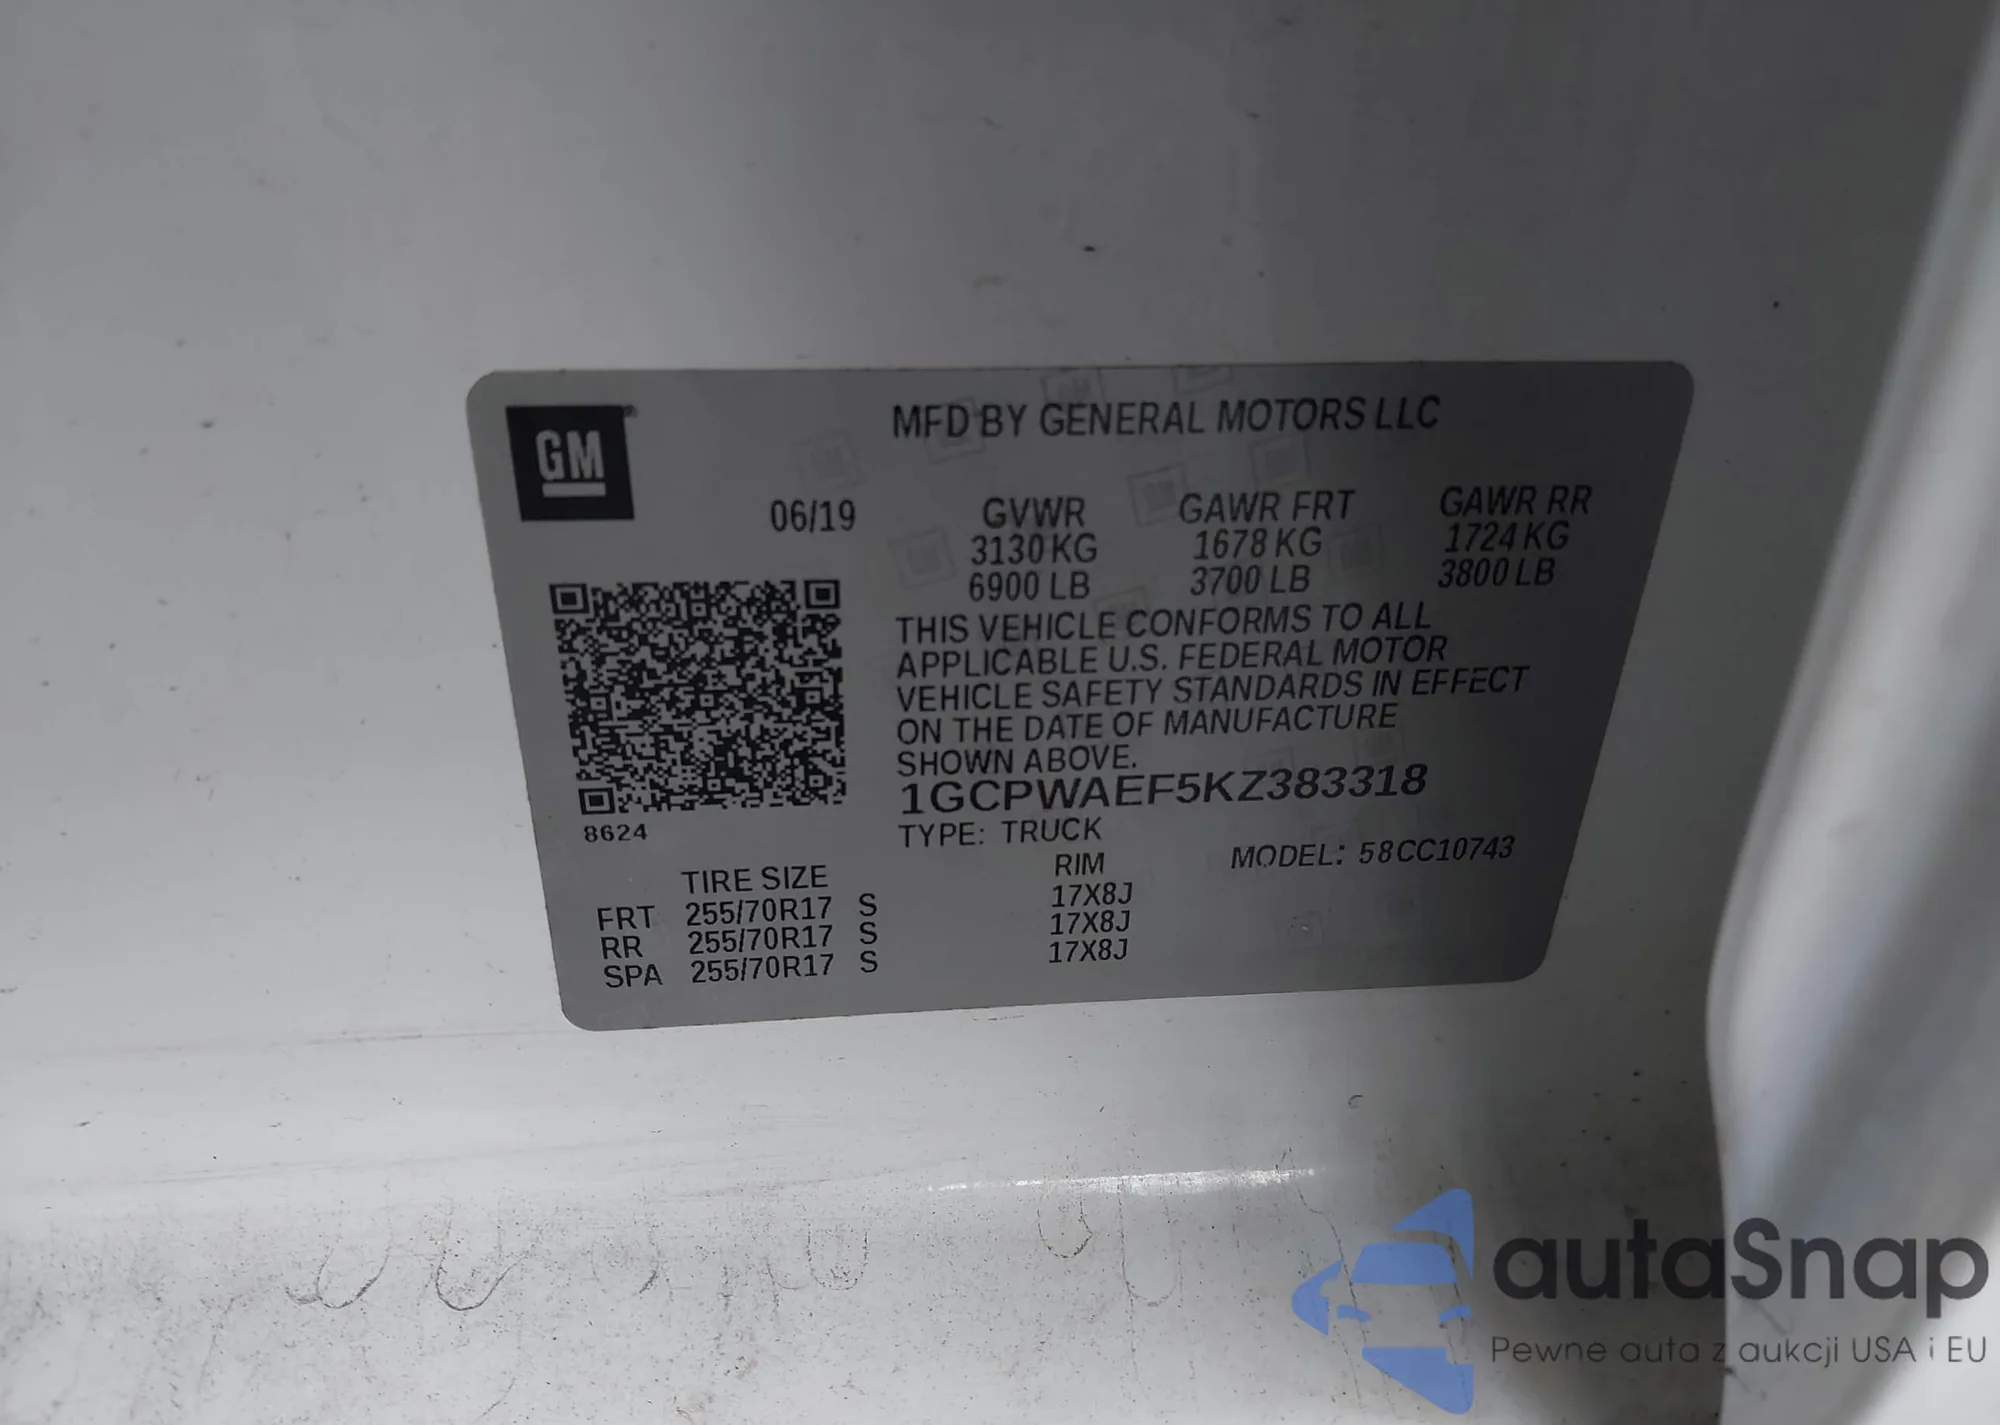 GM
MFD BY GENERAL MOTORS LLC
06/19 GVWR GAWR FRT GAWR RR
3130 KG 1678 KG 1724 KG
6900 LB 3700 LB 3800 LB
THIS VEHICLE CONFORMS TO ALL
APPLICABLE U.S. FEDERAL MOTOR
VEHICLE SAFETY STANDARDS IN EFFECT
ON THE DATE OF MANUFACTURE
SHOWN ABOVE.
1GCPWAEF5KZ383318
8624
TYPE: TRUCK MODEL: 58CC10743
TIRE SIZE RIM
FRT 255/70R17 S 17X8J
RR 255/70R17 S 17X8J
SPA 255/70R17 S 17X8J
autaSnap
Pewne auta z aukcji USA i EU